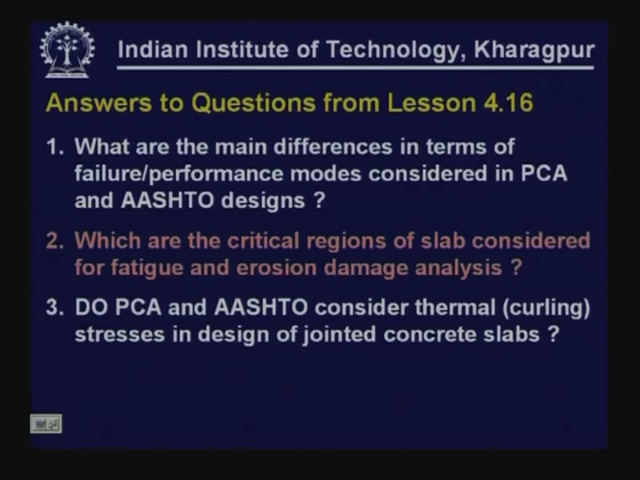 Indian Institute of Technology, Kharagpur
Answers to Questions from Lesson 4.16
1. What are the main differences in terms of
failure/performance modes considered in PCA
and AASHTO designs ?
2. Which are the critical regions of slab considered
for fatigue and erosion damage analysis ?
3. DO PCA and AASHTO consider thermal (curling)
stresses in design of jointed concrete slabs ?